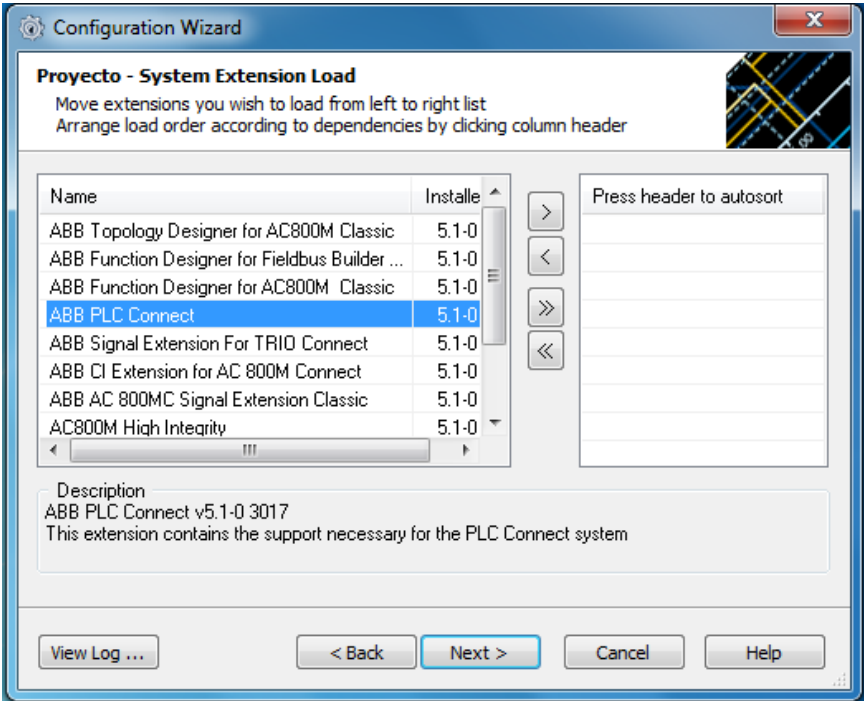 Configuration Wizard
Proyecto - System Extension Load
Move extensions you wish to load from left to right list
Arrange load order according to dependencies by clicking column header
Name Installe
Press header to autosort
ABB Topology Designer for AC800M Classic 5.1-0
ABB Function Designer for Fieldbus Builder ... 5.1-0
ABB Function Designer for AC800M Classic 5.1-0
ABB PLC Connect 5.1-0
ABB Signal Extension For TRIO Connect 5.1-0
ABB CI Extension for AC 800M Connect 5.1-0
ABB AC 800MC Signal Extension Classic 5.1-0
AC800M High Integrity 5.1-0
>
<
>>
<<
Description
ABB PLC Connect v5.1-0 3017
This extension contains the support necessary for the PLC Connect system
View Log ...
< Back
Next >
Cancel
Help